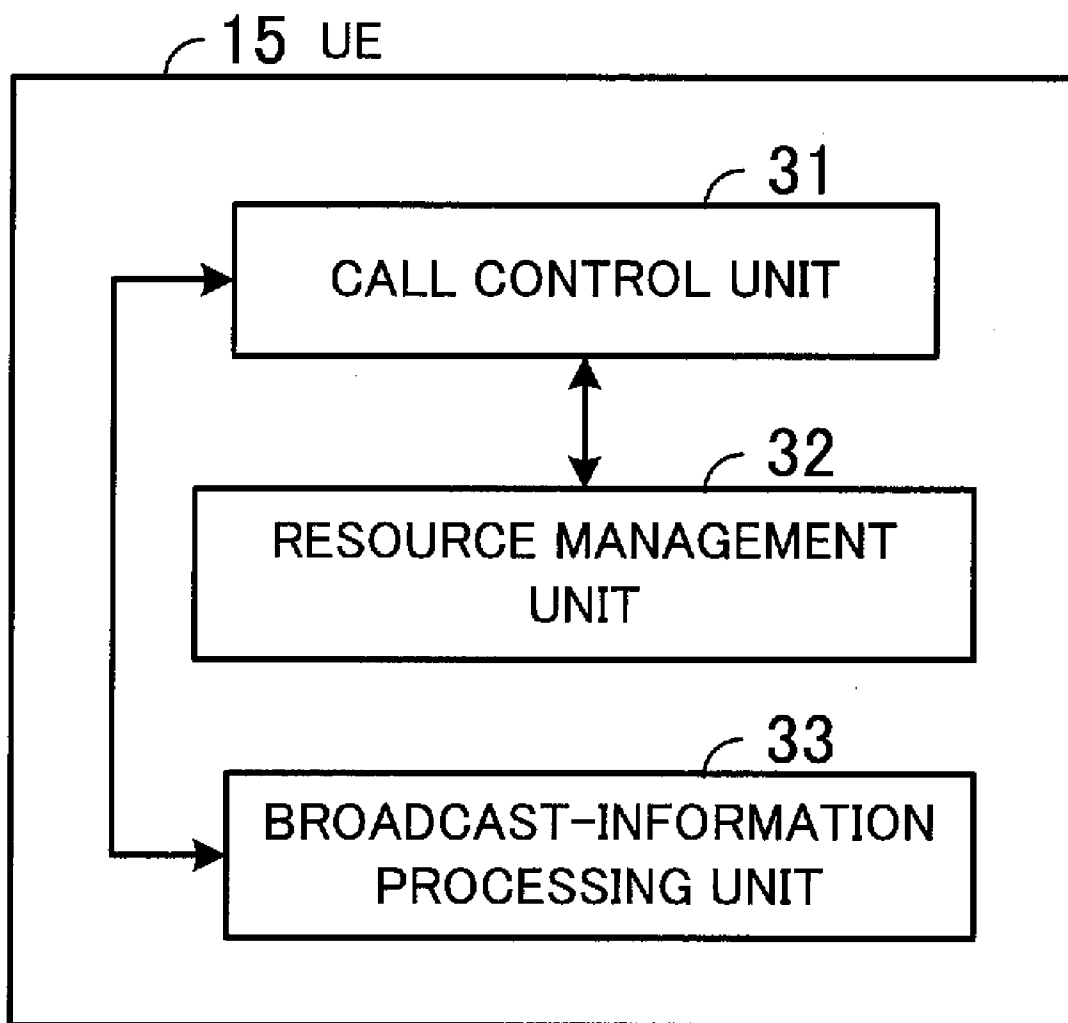 15 UE
31
CALL CONTROL UNIT
32
RESOURCE MANAGEMENT
UNIT
33
BROADCAST-INFORMATION
PROCESSING UNIT